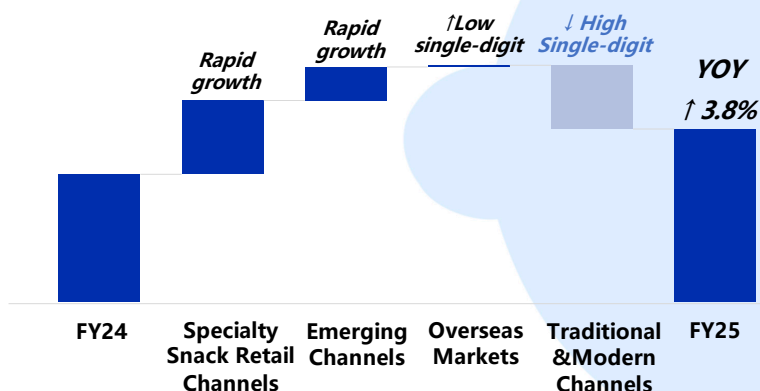 Rapid
growth
Rapid
growth
↑Low
single-digit
↓ High
Single-digit
YOY
↑ 3.8%
FY24
Specialty
Snack Retail
Channels
Emerging
Channels
Overseas
Markets
Traditional
&Modern
Channels
FY25